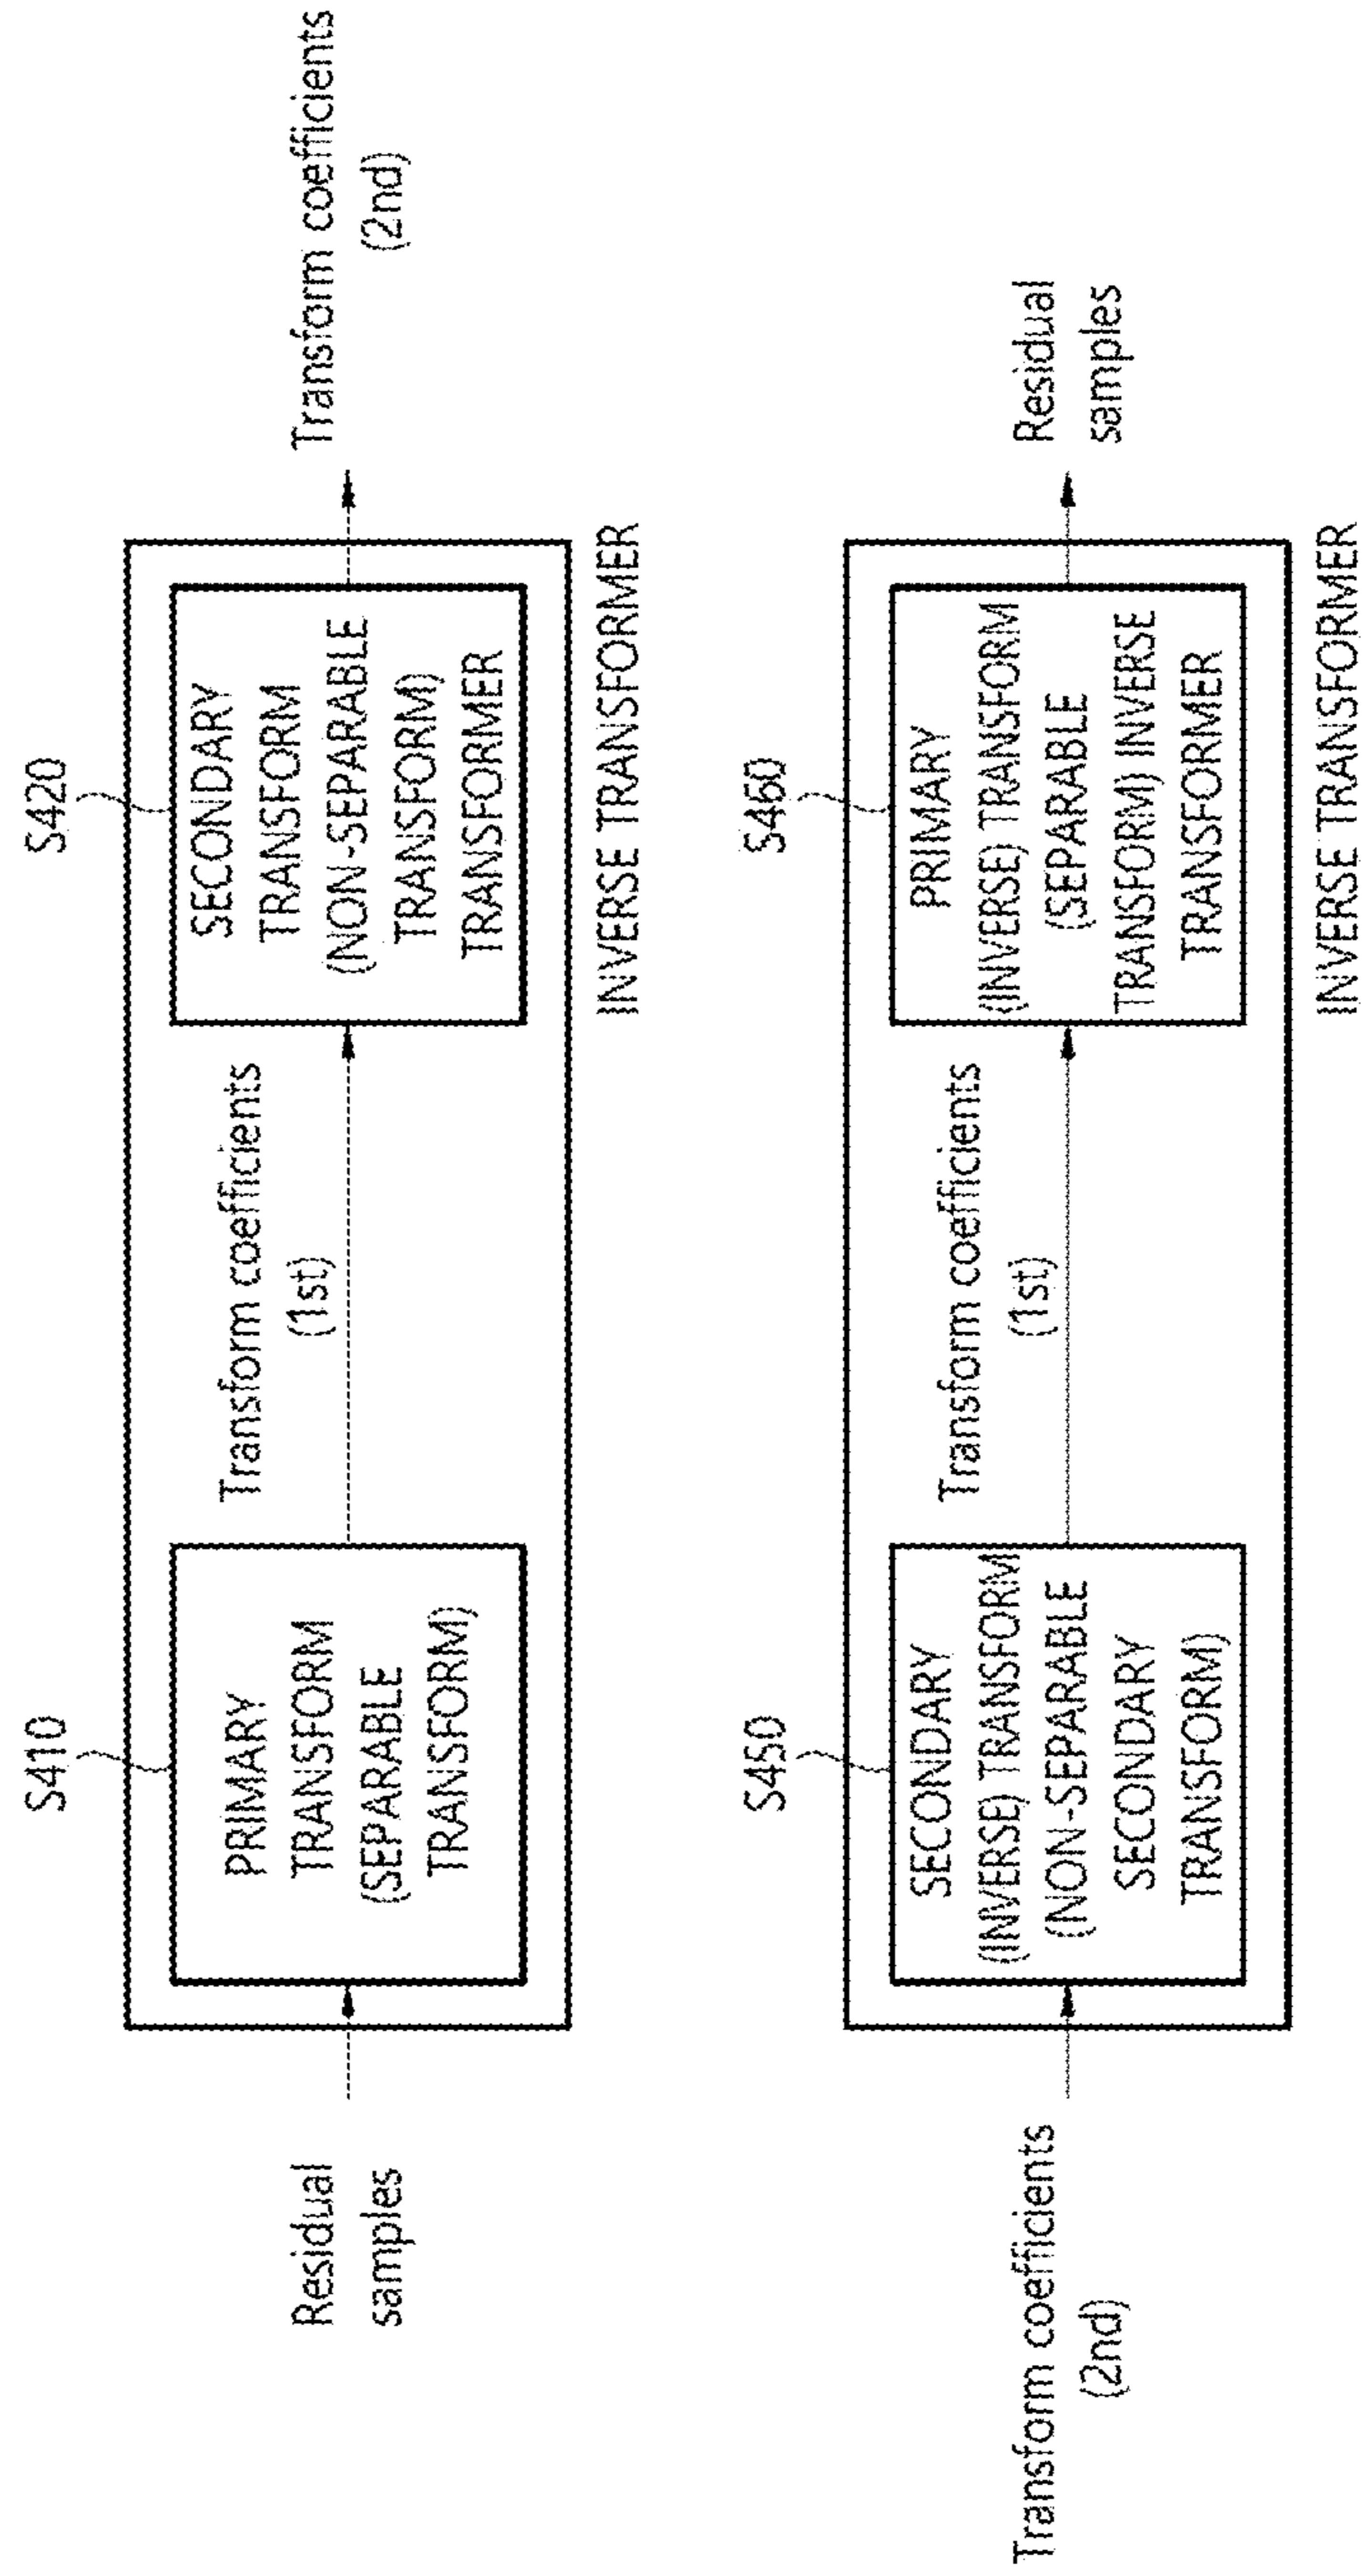 S410
S420
Residual
samples
PRIMARY
TRANSFORM
(SEPARABLE
TRANSFORM)
Transform coefficients
(1st)
SECONDARY
TRANSFORM
(NON-SEPARABLE
TRANSFORM)
TRANSFORMER
Transform coefficients
(2nd)
INVERSE TRANSFORMER
S450
S460
Transform coefficients
(2nd)
SECONDARY
(INVERSE) TRANSFORM
(NON-SEPARABLE
SECONDARY
TRANSFORM)
Transform coefficients
(1st)
PRIMARY
(INVERSE) TRANSFORM
(SEPARABLE
TRANSFORM) INVERSE
TRANSFORMER
Residual
samples
INVERSE TRANSFORMER